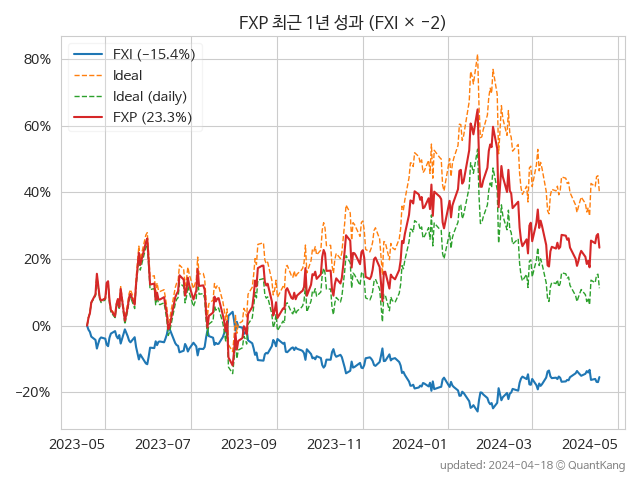 FXP 최근 1년 성과 (FXI × −2)
80%
60%
40%
20%
0%
−20%
FXI (−15.4%)
Ideal
Ideal (daily)
FXP (23.3%)
2023-05 2023-07 2023-09 2023-11 2024-01 2024-03 2024-05
updated: 2024-04-18 © QuantKang